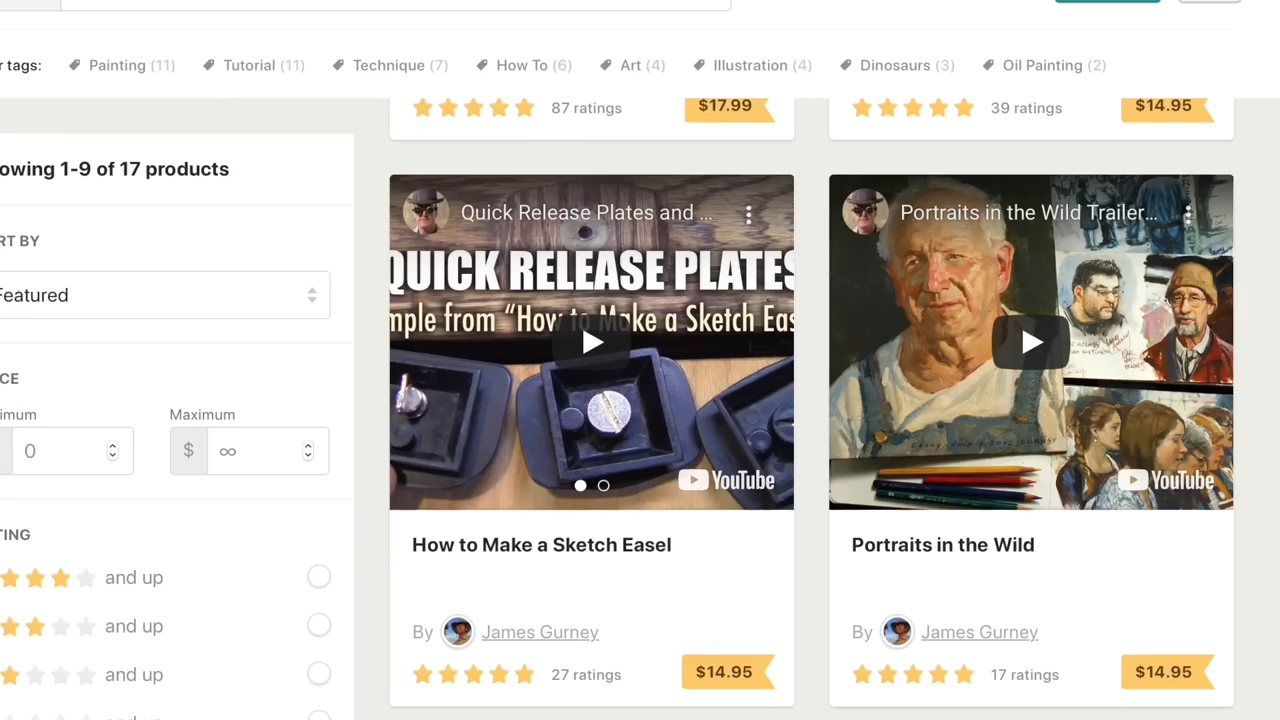 r tags: Painting (11) Tutorial (11) Technique (7) How To (6) Art (4) Illustration (4) Dinosaurs (3) Oil Painting (2)
87 ratings $17.99
39 ratings $14.95
owing 1-9 of 17 products
RT BY
Featured
CE
imum Maximum
0 $ ∞
TING
and up
and up
and up
and up
Quick Release Plates and ...
QUICK RELEASE PLATES
mple from “How to Make a Sketch Eas
YouTube
How to Make a Sketch Easel
By James Gurney
27 ratings $14.95
Portraits in the Wild Trailer...
YouTube
Portraits in the Wild
By James Gurney
17 ratings $14.95